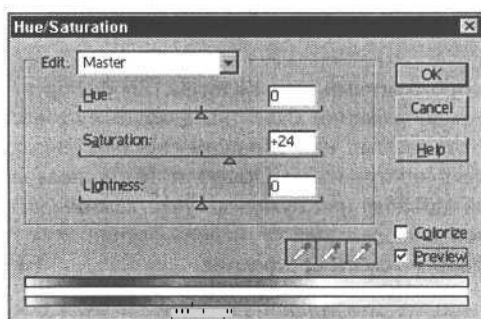 Hue/Saturation
Edit: Master
OK
Hue: 0
Cancel
Saturation: +24
Help
Lightness: 0
Colorize
Preview